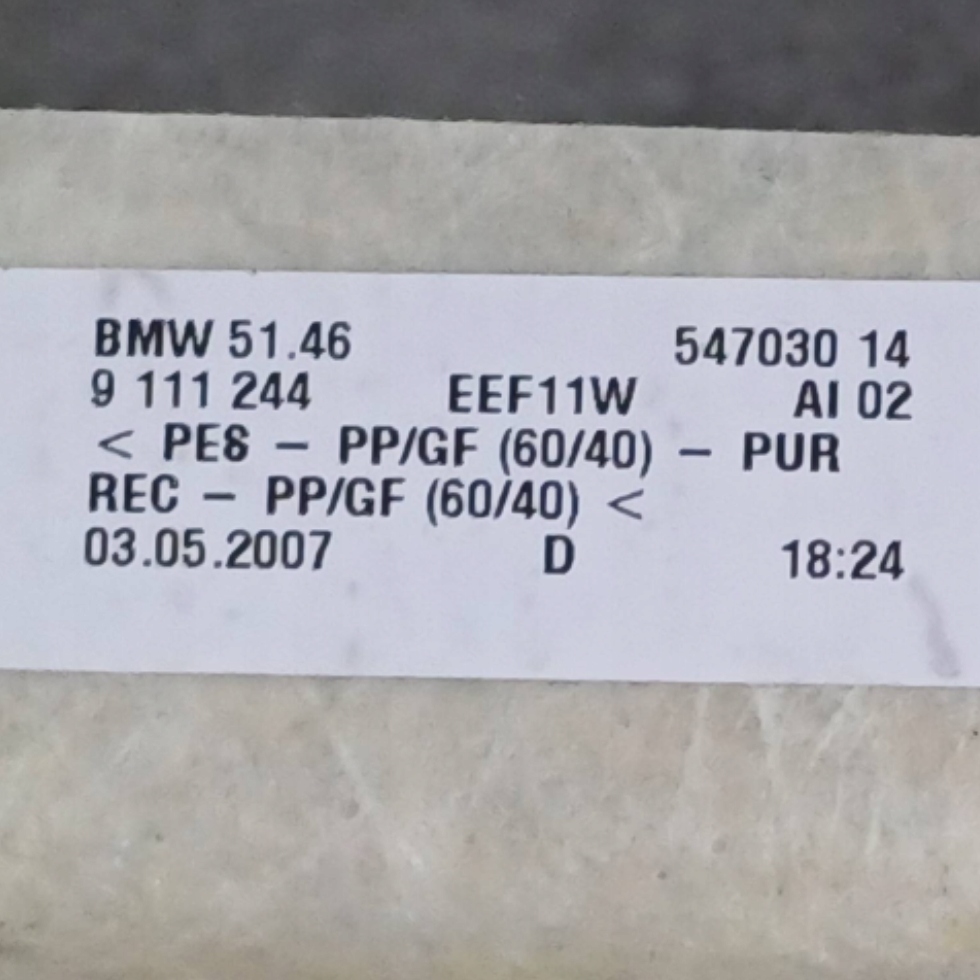 BMW 51.46 547030 14
9 111 244 EEF11W AI 02
< PES – PP/GF (60/40) – PUR
REC – PP/GF (60/40) <
03.05.2007 D 18:24